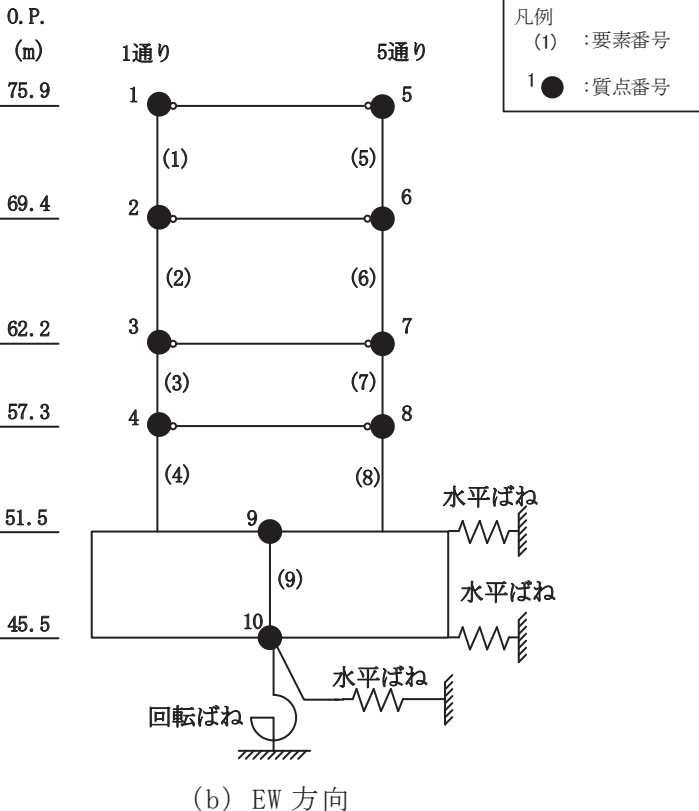 O.P.
(m)
1通り
5通り
凡例
(1) :要素番号
1 :質点番号
75.9
1
5
(1)
(5)
69.4
2
6
(2)
(6)
62.2
3
7
(3)
(7)
57.3
4
8
(4)
(8)
水平ばね
51.5
9
(9)
水平ばね
45.5
10
水平ばね
回転ばね
(b) EW 方向